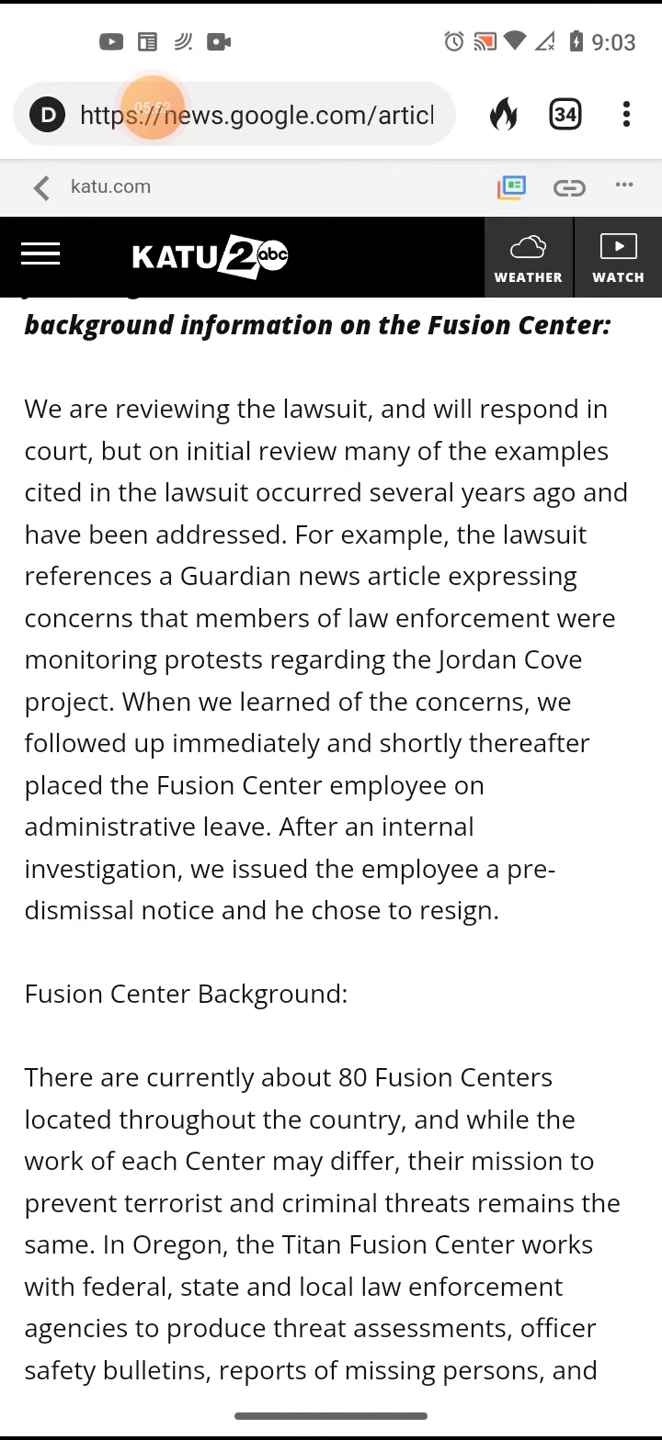 9:03
05:52
D https://news.google.com/articl 34
katu.com
KATU 2 abc WEATHER WATCH
background information on the Fusion Center:
We are reviewing the lawsuit, and will respond in
court, but on initial review many of the examples
cited in the lawsuit occurred several years ago and
have been addressed. For example, the lawsuit
references a Guardian news article expressing
concerns that members of law enforcement were
monitoring protests regarding the Jordan Cove
project. When we learned of the concerns, we
followed up immediately and shortly thereafter
placed the Fusion Center employee on
administrative leave. After an internal
investigation, we issued the employee a pre-
dismissal notice and he chose to resign.
Fusion Center Background:
There are currently about 80 Fusion Centers
located throughout the country, and while the
work of each Center may differ, their mission to
prevent terrorist and criminal threats remains the
same. In Oregon, the Titan Fusion Center works
with federal, state and local law enforcement
agencies to produce threat assessments, officer
safety bulletins, reports of missing persons, and